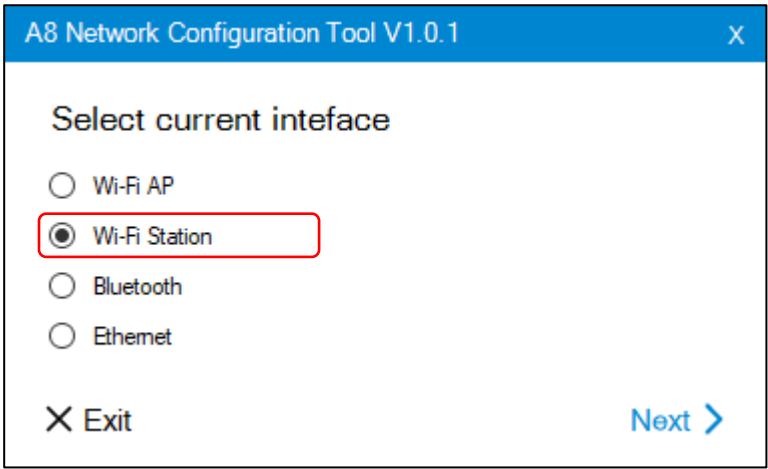 A8 Network Configuration Tool V1.0.1 X
Select current inteface
Wi-Fi AP
Wi-Fi Station
Bluetooth
Ethernet
Exit Next